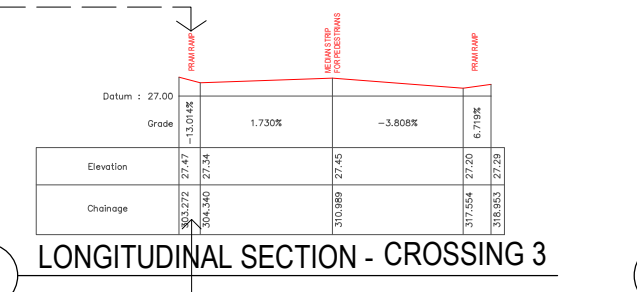 PRAM RAMP
MEDIAN STRIP
FOR PEDESTRIANS
PRAM RAMP
Datum : 27.00
Grade
-13.014%
1.730%
-3.808%
6.719%
Elevation
27.47
27.34
27.45
27.20
27.29
Chainage
303.272
304.340
310.989
317.554
318.953
LONGITUDINAL SECTION - CROSSING 3